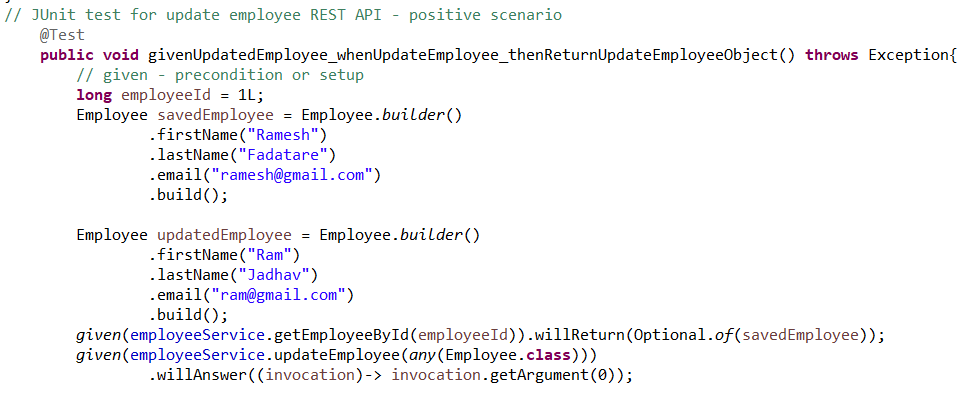 // JUnit test for update employee REST API - positive scenario
@Test
public void givenUpdatedEmployee_whenUpdateEmployee_thenReturnUpdateEmployeeObject() throws Exception{
// given - precondition or setup
long employeeId = 1L;
Employee savedEmployee = Employee.builder()
.firstName("Ramesh")
.lastName("Fadatare")
.email("ramesh@gmail.com")
.build();
Employee updatedEmployee = Employee.builder()
.firstName("Ram")
.lastName("Jadhav")
.email("ram@gmail.com")
.build();
given(employeeService.getEmployeeById(employeeId)).willReturn(Optional.of(savedEmployee));
given(employeeService.updateEmployee(any(Employee.class)))
.willAnswer((invocation)-> invocation.getArgument(0));